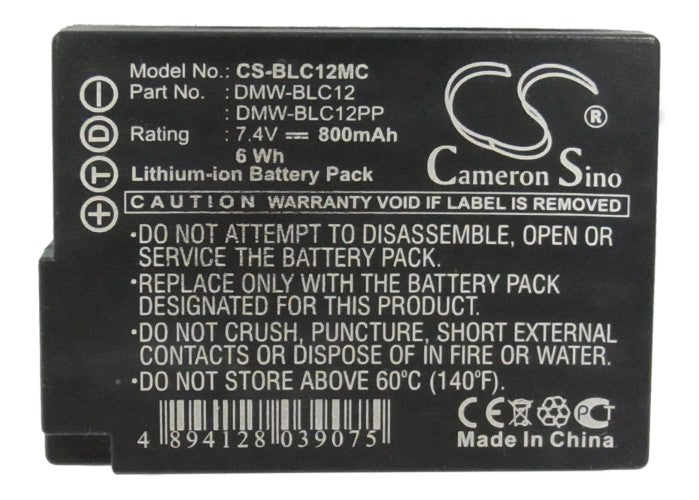 Model No.: CS-BLC12MC
Part No. : DMW-BLC12
: DMW-BLC12PP
Rating : 7.4V ⎓ 800mAh
6 Wh
Lithium-ion Battery Pack
CS®
Cameron Sino
- D T +
CAUTION WARRANTY VOID IF LABEL IS REMOVED
•DO NOT ATTEMPT TO DISASSEMBLE, OPEN OR
SERVICE THE BATTERY PACK.
•REPLACE ONLY WITH THE BATTERY PACK
DESIGNATED FOR THIS PRODUCT.
•DO NOT CRUSH, PUNCTURE, SHORT EXTERNAL
CONTACTS OR DISPOSE IN FIRE OR WATER.
•DO NOT STORE ABOVE 60°C (140°F).
4 894128 039075
CE PCT
Made In China